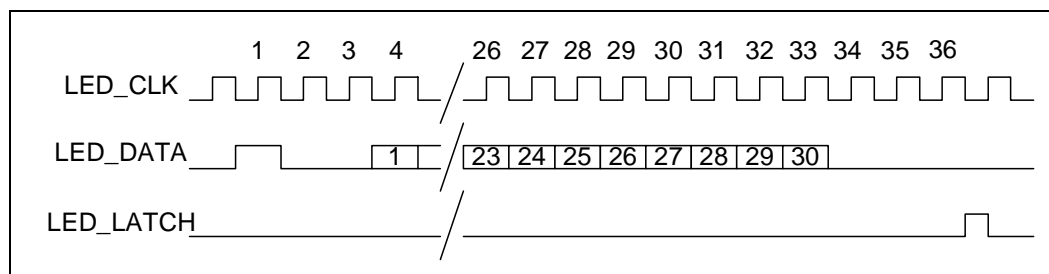 1 2 3 4 26 27 28 29 30 31 32 33 34 35 36
LED_CLK
LED_DATA 1 23 24 25 26 27 28 29 30
LED_LATCH